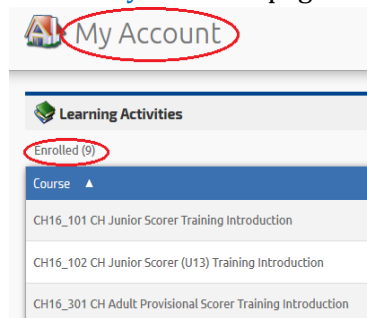 My Account
Learning Activities
Enrolled (9)
Course ▲
CH16_101 CH Junior Scorer Training Introduction
CH16_102 CH Junior Scorer (U13) Training Introduction
CH16_301 CH Adult Provisional Scorer Training Introduction